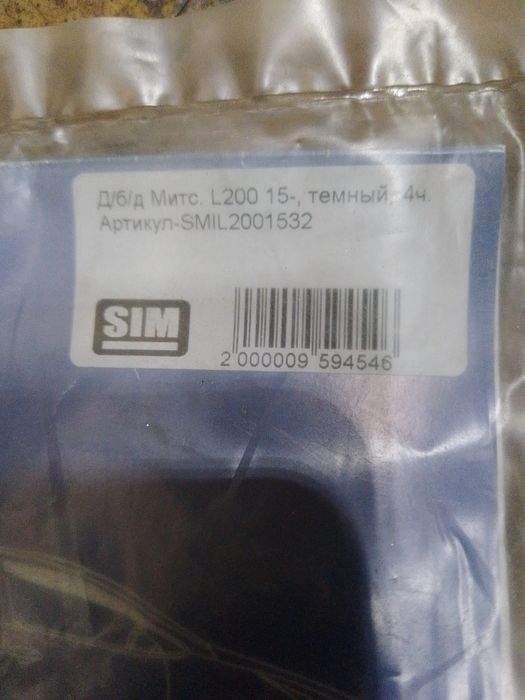 Д/б/д Митс. L200 15-, темный, 4ч.
Артикул-SMIL2001532
SIM
2 000009 594546